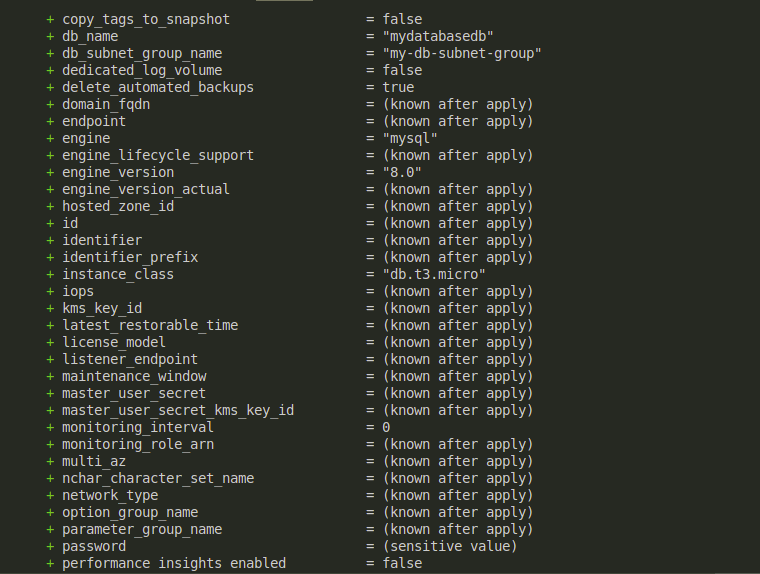 + copy_tags_to_snapshot = false
+ db_name = "mydatabasedb"
+ db_subnet_group_name = "my-db-subnet-group"
+ dedicated_log_volume = false
+ delete_automated_backups = true
+ domain_fqdn = (known after apply)
+ endpoint = (known after apply)
+ engine = "mysql"
+ engine_lifecycle_support = (known after apply)
+ engine_version = "8.0"
+ engine_version_actual = (known after apply)
+ hosted_zone_id = (known after apply)
+ id = (known after apply)
+ identifier = (known after apply)
+ identifier_prefix = (known after apply)
+ instance_class = "db.t3.micro"
+ iops = (known after apply)
+ kms_key_id = (known after apply)
+ latest_restorable_time = (known after apply)
+ license_model = (known after apply)
+ listener_endpoint = (known after apply)
+ maintenance_window = (known after apply)
+ master_user_secret = (known after apply)
+ master_user_secret_kms_key_id = (known after apply)
+ monitoring_interval = 0
+ monitoring_role_arn = (known after apply)
+ multi_az = (known after apply)
+ nchar_character_set_name = (known after apply)
+ network_type = (known after apply)
+ option_group_name = (known after apply)
+ parameter_group_name = (known after apply)
+ password = (sensitive value)
+ performance insights enabled = false